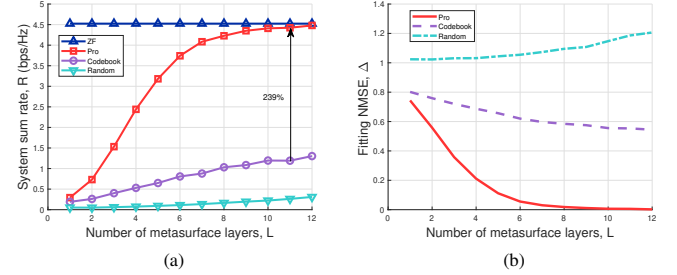 5
4.5
4
3.5
3
2.5
2
1.5
1
0.5
0
System sum rate, R (bps/Hz)
ZF
Pro
Codebook
Random
239%
0 2 4 6 8 10 12
Number of metasurface layers, L
(a)
1.4
1.2
1
0.8
0.6
0.4
0.2
0
Fitting NMSE, Δ
Pro
Codebook
Random
2 4 6 8 10 12
Number of metasurface layers, L
(b)